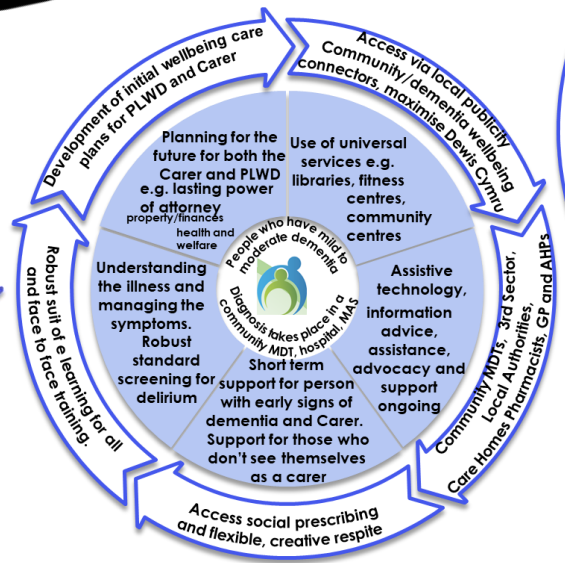 Development of initial wellbeing care
plans for PLWD and Carer
Access via local publicity
Community/dementia wellbeing
connectors, maximise Dewis Cymru
Community MDTs, 3rd Sector,
Local Authorities,
Care Homes Pharmacists, GP and AHPs
Access social prescribing
and flexible, creative respite
Robust suit of e learning for all
and face to face training.
Planning for the
future for both the
Carer and PLWD
e.g. lasting power
of attorney
property/finances
health and
welfare
Use of universal
services e.g.
libraries, fitness
centres,
community
centres
Assistive
technology,
information
advice,
assistance,
advocacy and
support
ongoing
Short term
support for person
with early signs of
dementia and Carer.
Support for those who
don't see themselves
as a carer
Understanding
the illness and
managing the
symptoms.
Robust
standard
screening for
delirium
People who have mild to
moderate dementia
Diagnosis takes place in a
community MDT, hospital, MAS